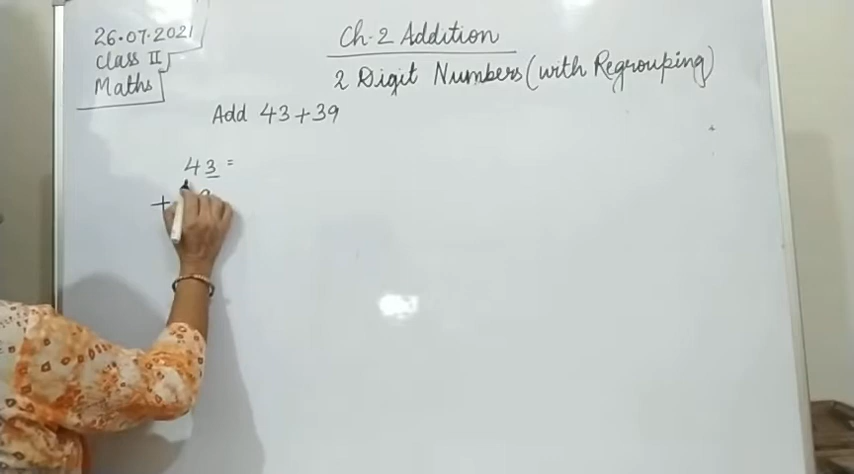 26.07.2021
Class II
Maths
Ch-2 Addition
2 Digit Numbers (with Regrouping)
Add 43+39
43 =
+